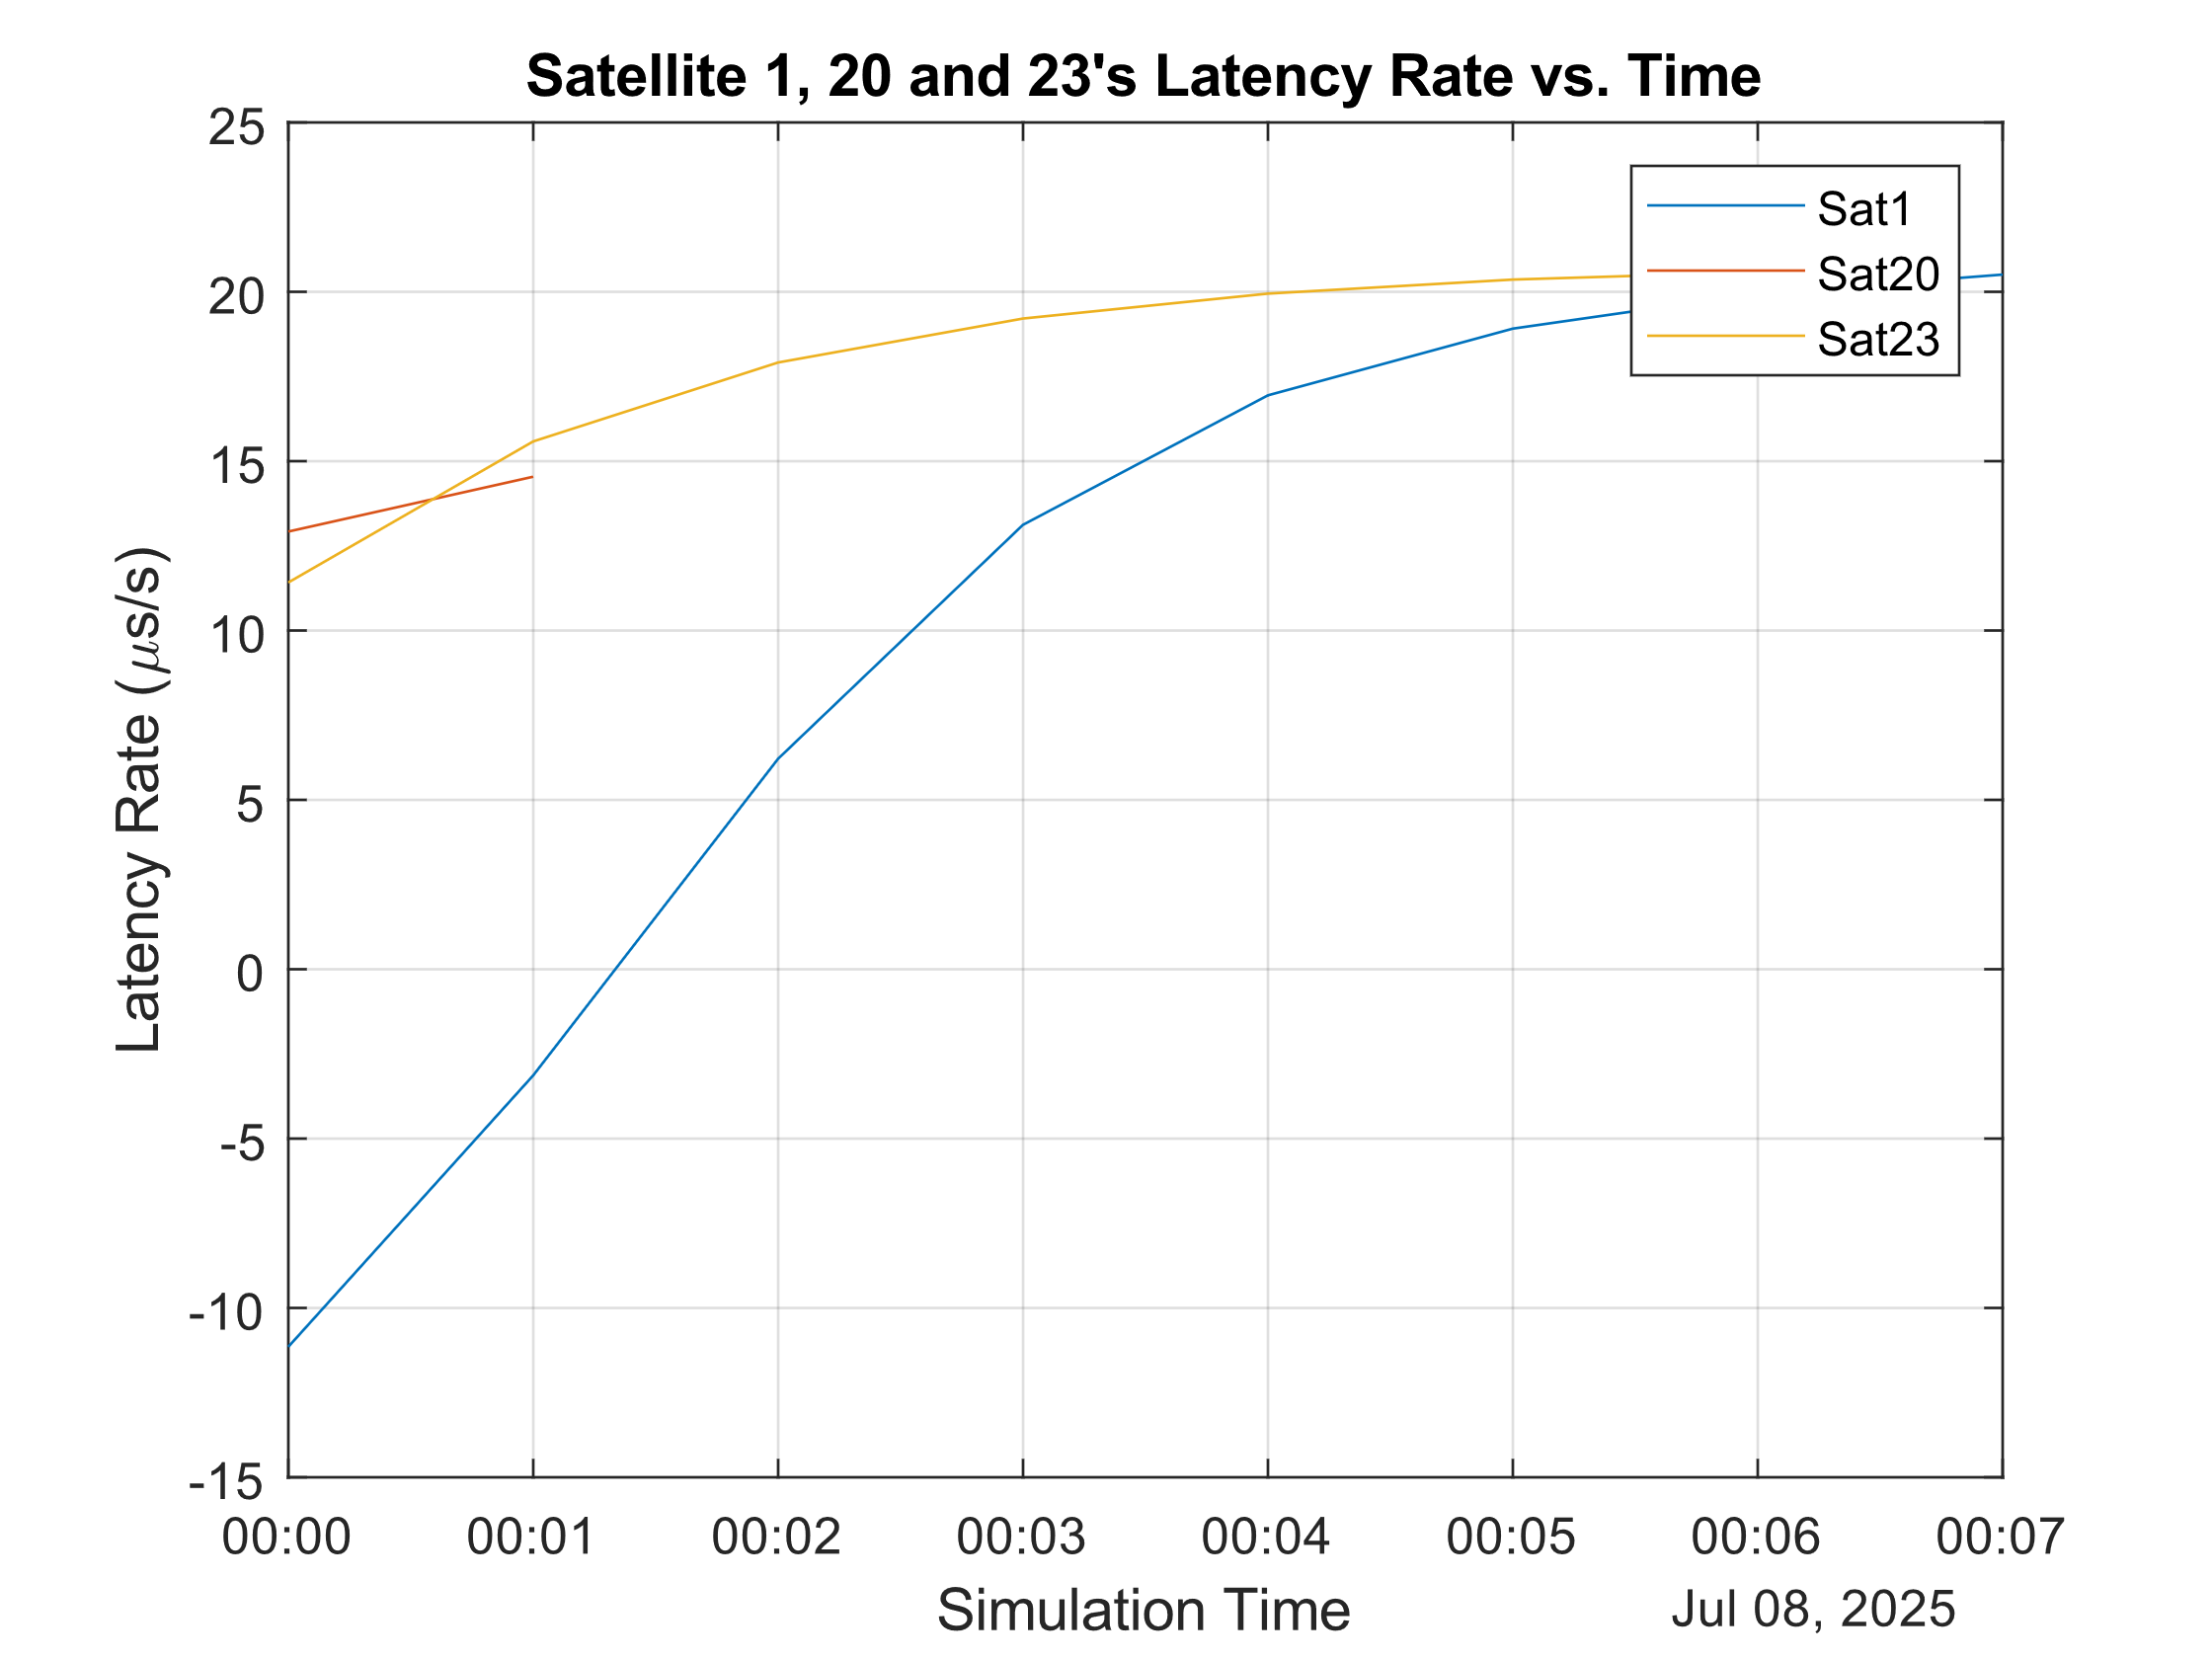 Satellite 1, 20 and 23's Latency Rate vs. Time
25
20
15
10
5
0
-5
-10
-15
Latency Rate (μs/s)
Sat1
Sat20
Sat23
00:00 00:01 00:02 00:03 00:04 00:05 00:06 00:07
Simulation Time
Jul 08, 2025